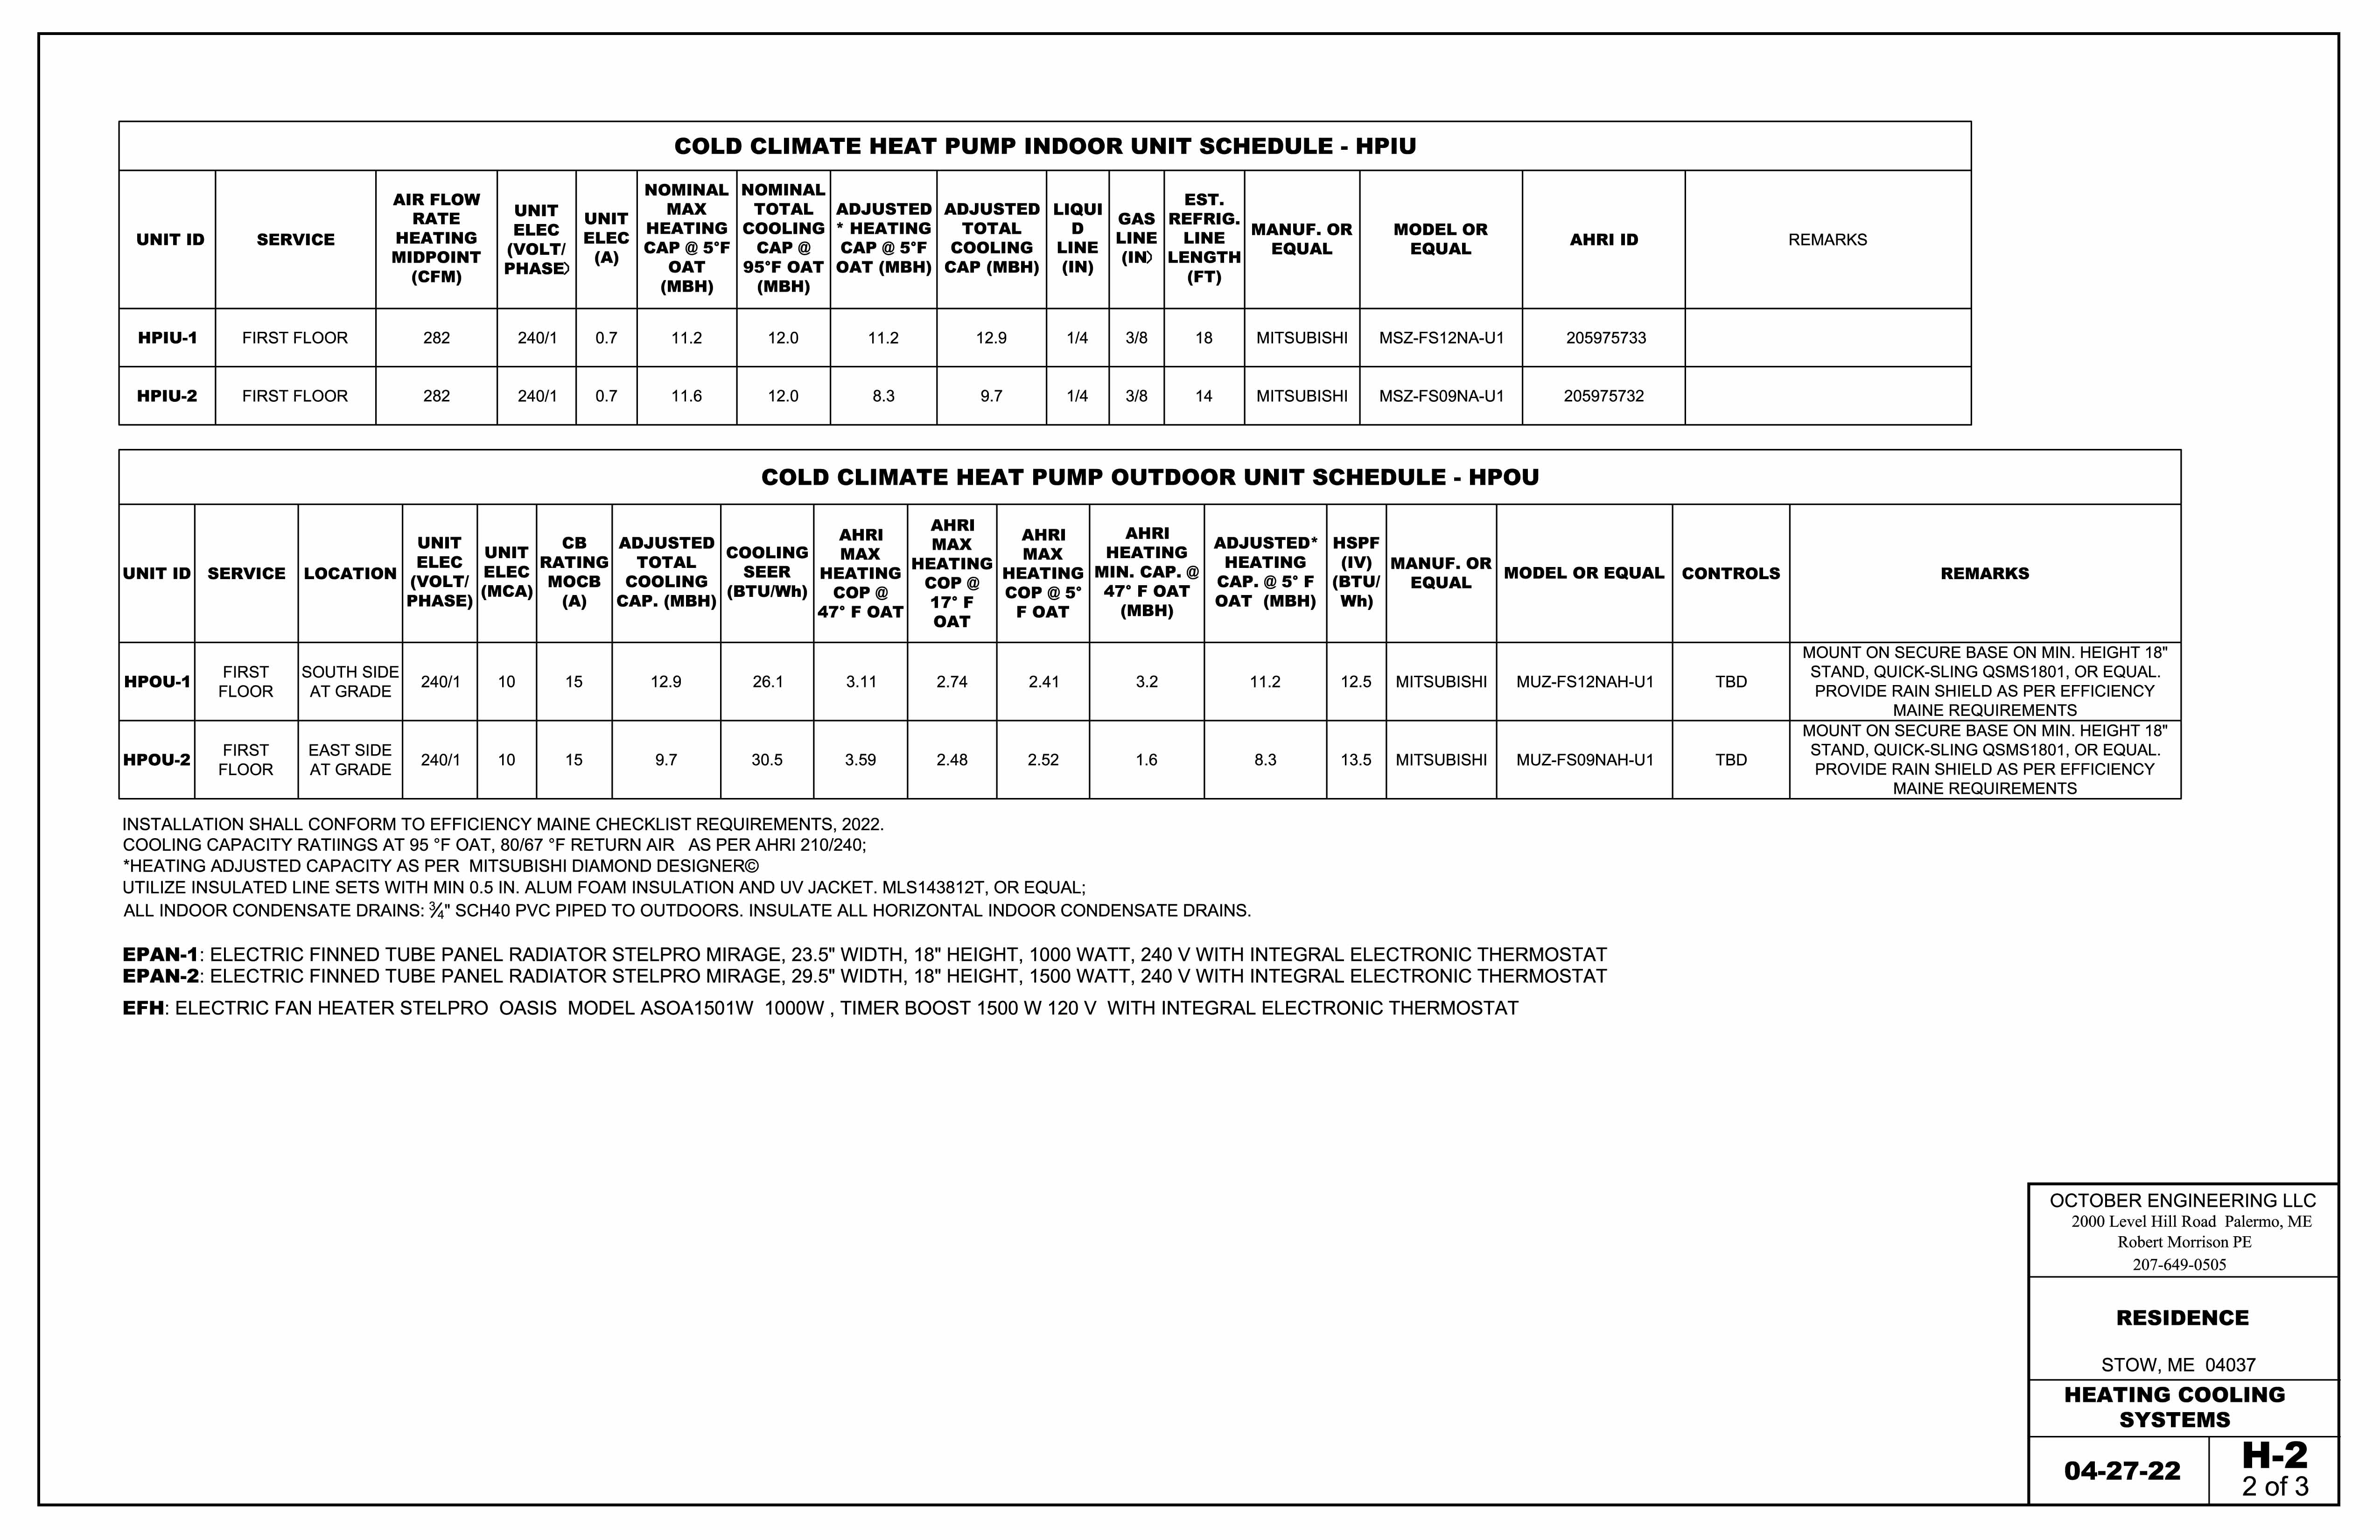 COLD CLIMATE HEAT PUMP INDOOR UNIT SCHEDULE - HPIU
UNIT ID
SERVICE
AIR FLOW
RATE
HEATING
MIDPOINT
(CFM)
UNIT
ELEC
(VOLT/
PHASE)
UNIT
ELEC
(A)
NOMINAL
MAX
HEATING
CAP @ 5°F
OAT
(MBH)
NOMINAL
TOTAL
COOLING
CAP @
95°F OAT
(MBH)
ADJUSTED
* HEATING
CAP @ 5°F
OAT (MBH)
ADJUSTED
TOTAL
COOLING
CAP (MBH)
LIQUI
D
LINE
(IN)
GAS
LINE
(IN)
EST.
REFRIG.
LINE
LENGTH
(FT)
MANUF. OR
EQUAL
MODEL OR
EQUAL
AHRI ID
REMARKS
HPIU-1 FIRST FLOOR 282 240/1 0.7 11.2 12.0 11.2 12.9 1/4 3/8 18 MITSUBISHI MSZ-FS12NA-U1 205975733
HPIU-2 FIRST FLOOR 282 240/1 0.7 11.6 12.0 8.3 9.7 1/4 3/8 14 MITSUBISHI MSZ-FS09NA-U1 205975732
COLD CLIMATE HEAT PUMP OUTDOOR UNIT SCHEDULE - HPOU
UNIT ID
SERVICE
LOCATION
UNIT
ELEC
(VOLT/
PHASE)
UNIT
ELEC
(MCA)
CB
RATING
MOCB
(A)
ADJUSTED
TOTAL
COOLING
CAP. (MBH)
COOLING
SEER
(BTU/Wh)
AHRI
MAX
HEATING
COP @
47° F OAT
AHRI
MAX
HEATING
COP @
17° F
OAT
AHRI
MAX
HEATING
COP @ 5°
F OAT
AHRI
HEATING
MIN. CAP. @
47° F OAT
(MBH)
ADJUSTED*
HEATING
CAP. @ 5° F
OAT (MBH)
HSPF
(IV)
(BTU/
Wh)
MANUF. OR
EQUAL
MODEL OR EQUAL
CONTROLS
REMARKS
HPOU-1
FIRST
FLOOR
SOUTH SIDE
AT GRADE
240/1 10 15 12.9 26.1 3.11 2.74 2.41 3.2 11.2 12.5 MITSUBISHI MUZ-FS12NAH-U1 TBD
MOUNT ON SECURE BASE ON MIN. HEIGHT 18"
STAND, QUICK-SLING QSMS1801, OR EQUAL.
PROVIDE RAIN SHIELD AS PER EFFICIENCY
MAINE REQUIREMENTS
HPOU-2
FIRST
FLOOR
EAST SIDE
AT GRADE
240/1 10 15 9.7 30.5 3.59 2.48 2.52 1.6 8.3 13.5 MITSUBISHI MUZ-FS09NAH-U1 TBD
MOUNT ON SECURE BASE ON MIN. HEIGHT 18"
STAND, QUICK-SLING QSMS1801, OR EQUAL.
PROVIDE RAIN SHIELD AS PER EFFICIENCY
MAINE REQUIREMENTS
INSTALLATION SHALL CONFORM TO EFFICIENCY MAINE CHECKLIST REQUIREMENTS, 2022.
COOLING CAPACITY RATIINGS AT 95 °F OAT, 80/67 °F RETURN AIR AS PER AHRI 210/240;
*HEATING ADJUSTED CAPACITY AS PER MITSUBISHI DIAMOND DESIGNER©
UTILIZE INSULATED LINE SETS WITH MIN 0.5 IN. ALUM FOAM INSULATION AND UV JACKET. MLS143812T, OR EQUAL;
ALL INDOOR CONDENSATE DRAINS: ¾" SCH40 PVC PIPED TO OUTDOORS. INSULATE ALL HORIZONTAL INDOOR CONDENSATE DRAINS.
EPAN-1: ELECTRIC FINNED TUBE PANEL RADIATOR STELPRO MIRAGE, 23.5" WIDTH, 18" HEIGHT, 1000 WATT, 240 V WITH INTEGRAL ELECTRONIC THERMOSTAT
EPAN-2: ELECTRIC FINNED TUBE PANEL RADIATOR STELPRO MIRAGE, 29.5" WIDTH, 18" HEIGHT, 1500 WATT, 240 V WITH INTEGRAL ELECTRONIC THERMOSTAT
EFH: ELECTRIC FAN HEATER STELPRO OASIS MODEL ASOA1501W 1000W , TIMER BOOST 1500 W 120 V WITH INTEGRAL ELECTRONIC THERMOSTAT
OCTOBER ENGINEERING LLC
2000 Level Hill Road Palermo, ME
Robert Morrison PE
207-649-0505
RESIDENCE
STOW, ME 04037
HEATING COOLING
SYSTEMS
04-27-22
H-2
2 of 3